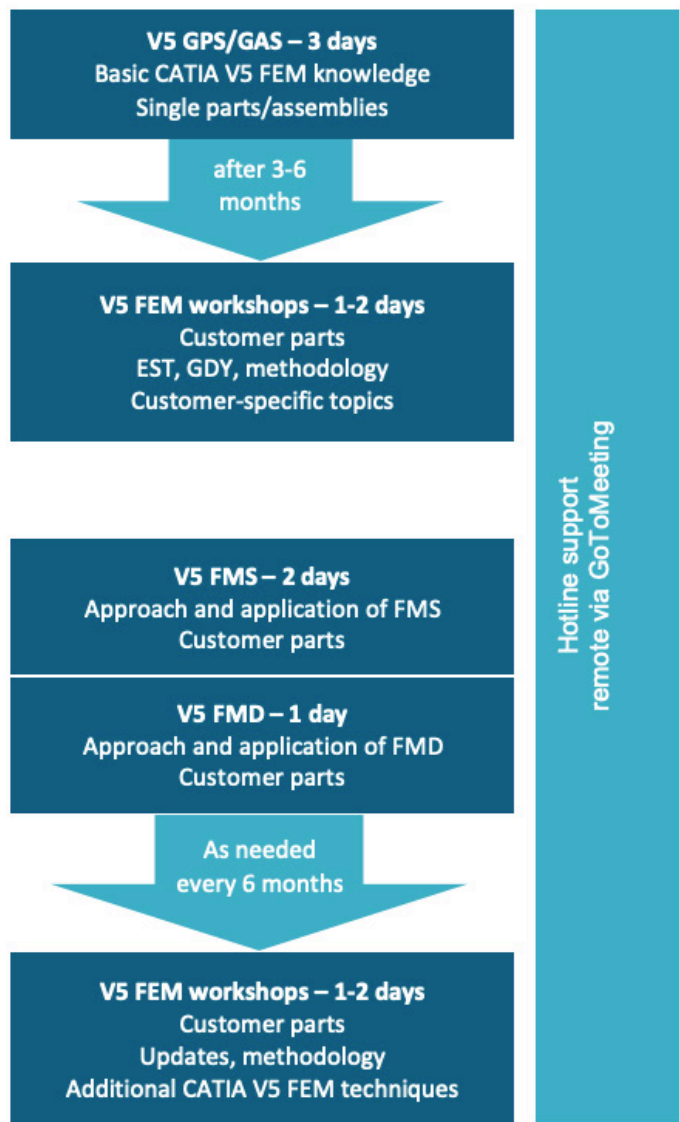 V5 GPS/GAS – 3 days
Basic CATIA V5 FEM knowledge
Single parts/assemblies
after 3-6
months
V5 FEM workshops – 1-2 days
Customer parts
EST, GDY, methodology
Customer-specific topics
V5 FMS – 2 days
Approach and application of FMS
Customer parts
V5 FMD – 1 day
Approach and application of FMD
Customer parts
As needed
every 6 months
V5 FEM workshops – 1-2 days
Customer parts
Updates, methodology
Additional CATIA V5 FEM techniques
Hotline support
remote via GoToMeeting